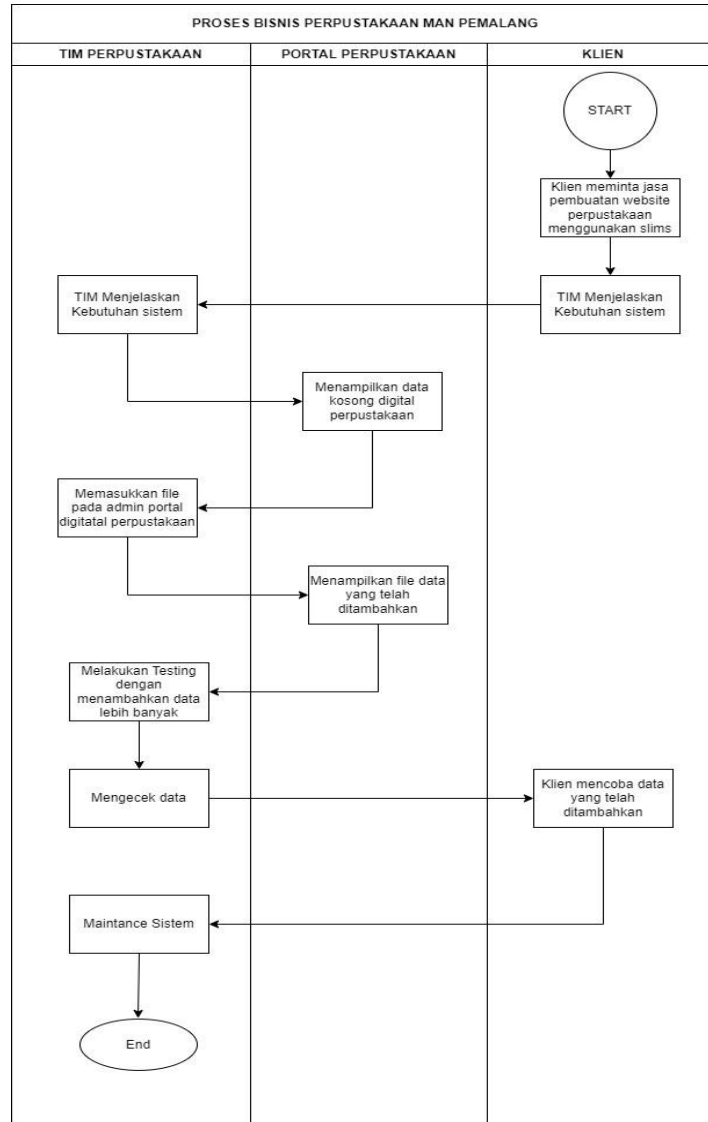 PROSES BISNIS PERPUSTAKAAN MAN PEMALANG
TIM PERPUSTAKAAN
PORTAL PERPUSTAKAAN
KLIEN
START
Klien meminta jasa
pembuatan website
perpustakaan
menggunakan slims
TIM Menjelaskan
Kebutuhan sistem
TIM Menjelaskan
Kebutuhan sistem
Menampilkan data
kosong digital
perpustakaan
Memasukkan file
pada admin portal
digitatal perpustakaan
Menampilkan file data
yang telah
ditambahkan
Melakukan Testing
dengan
menambahkan data
lebih banyak
Mengecek data
Klien mencoba data
yang telah
ditambahkan
Maintance Sistem
End